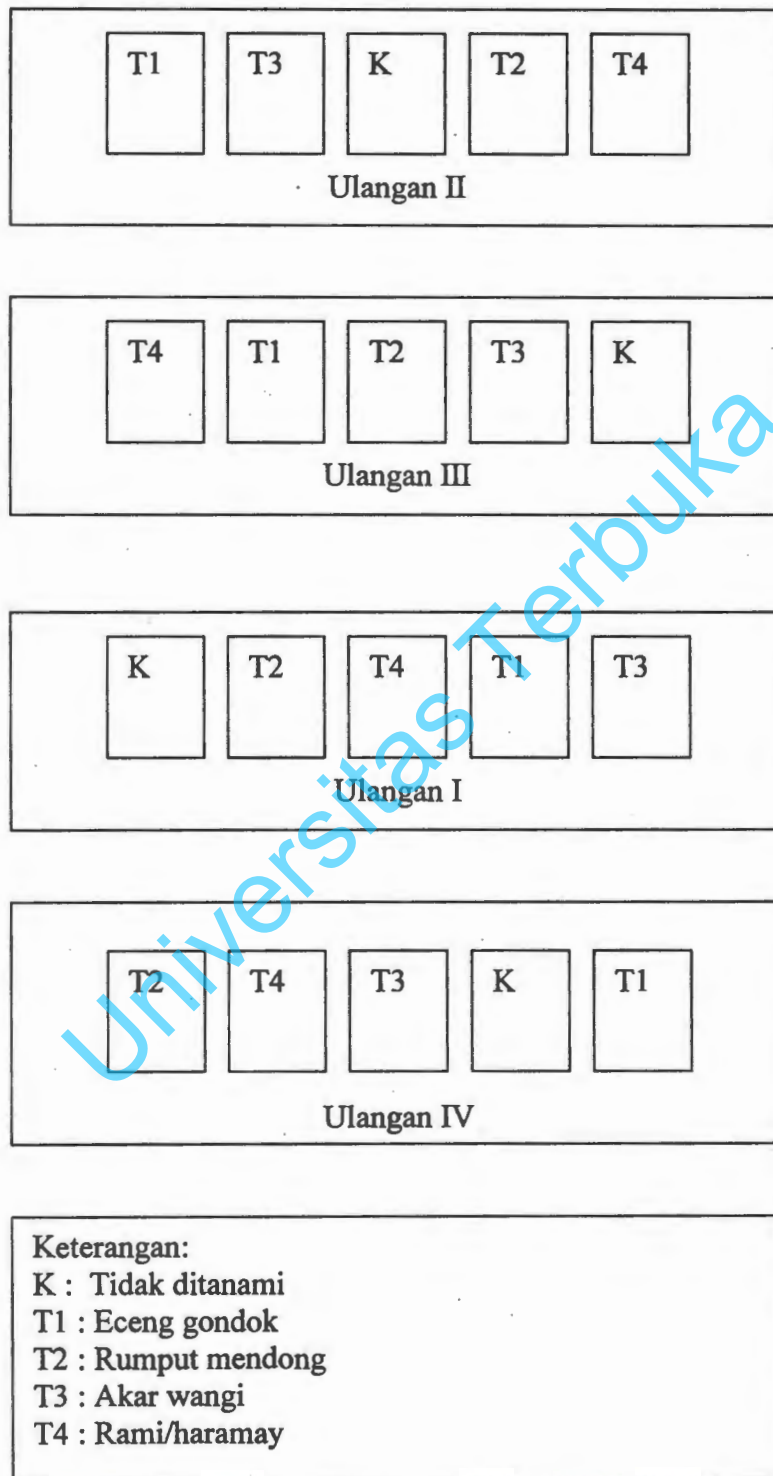 T1 T3 K T2 T4
Ulangan II
T4 T1 T2 T3 K
Ulangan III
K T2 T4 T1 T3
Ulangan I
T2 T4 T3 K T1
Ulangan IV
Keterangan:
K : Tidak ditanami
T1 : Eceng gondok
T2 : Rumput mendong
T3 : Akar wangi
T4 : Rami/haramay
Universitas Terbuka